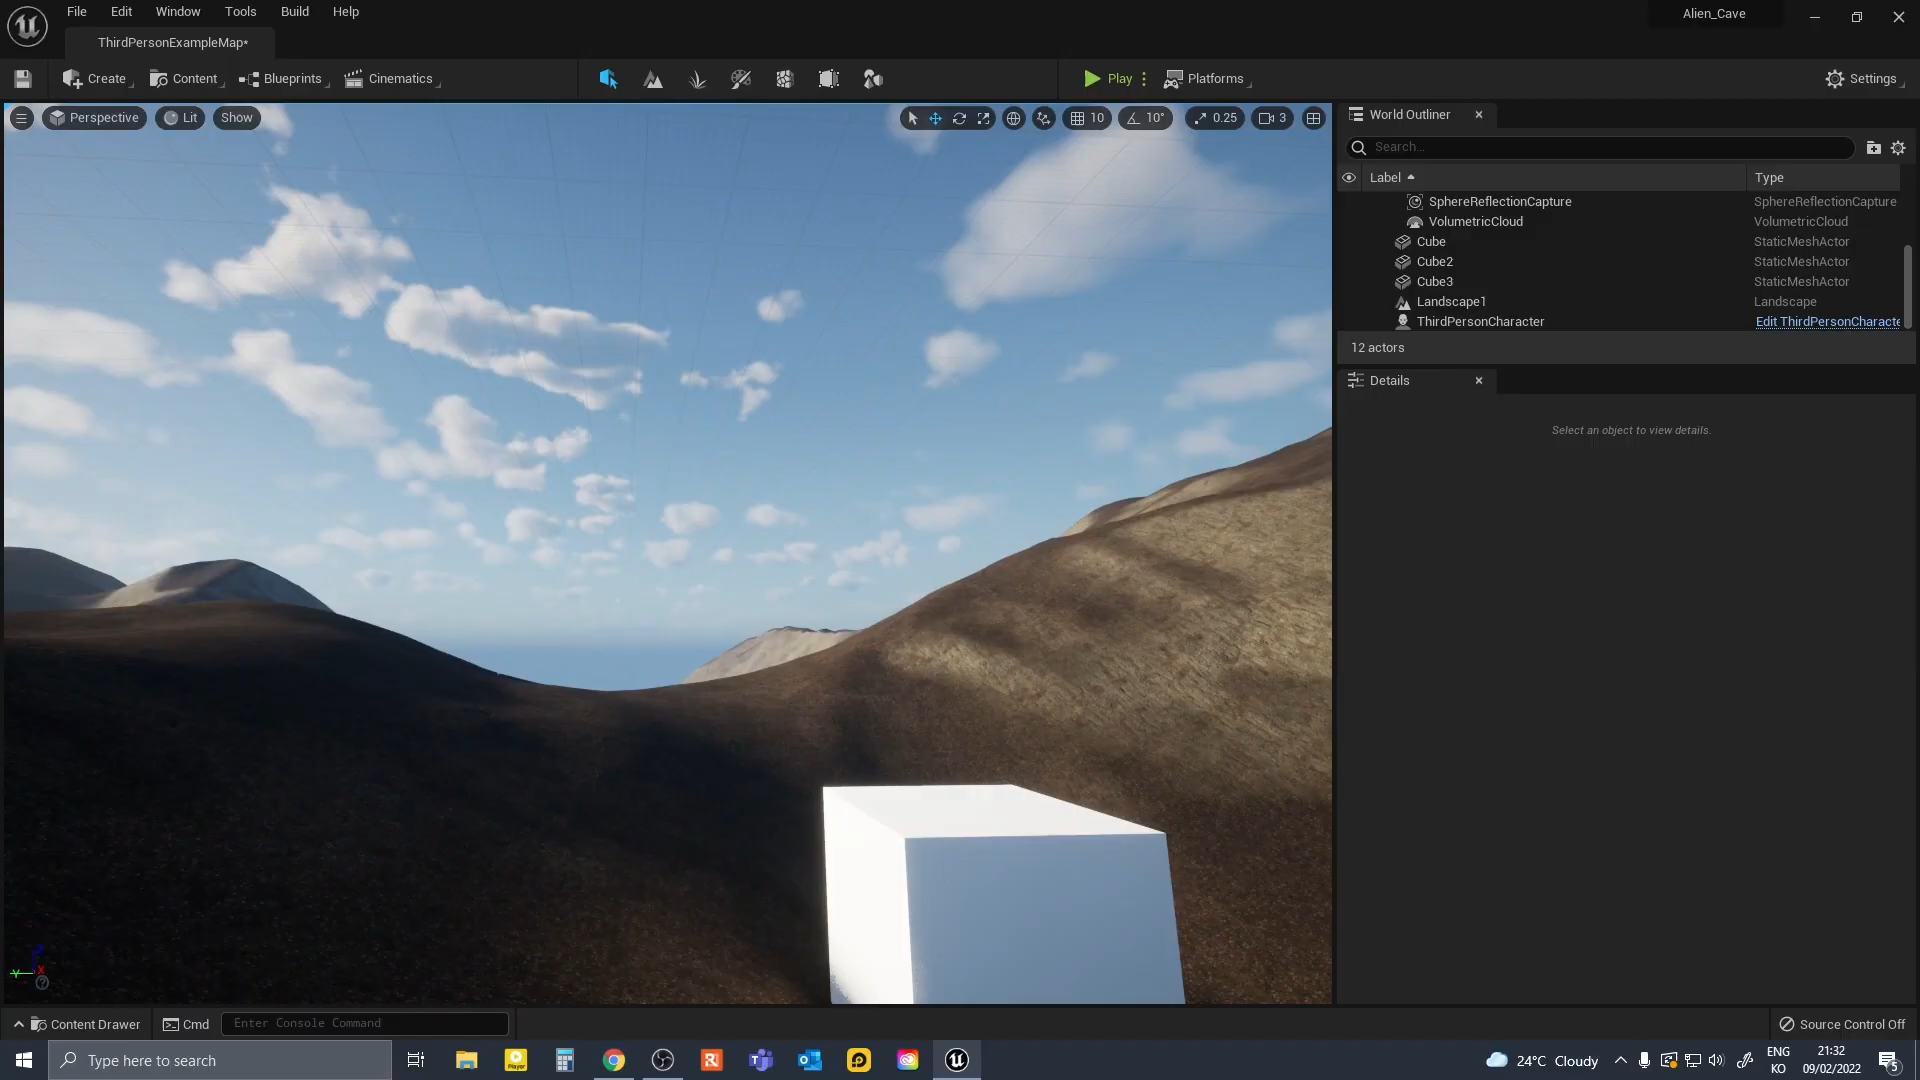 File Edit Window Tools Build Help
Alien_Cave
ThirdPersonExampleMap*
Create Content Blueprints Cinematics
Play Platforms Settings
Perspective Lit Show
10 10° 0.25 3
World Outliner
Search...
Label Type
SphereReflectionCapture SphereReflectionCapture
VolumetricCloud VolumetricCloud
Cube StaticMeshActor
Cube2 StaticMeshActor
Cube3 StaticMeshActor
Landscape1 Landscape
ThirdPersonCharacter Edit ThirdPersonCharacte
12 actors
Details
Select an object to view details.
Content Drawer Cmd Enter Console Command Source Control Off
Type here to search
24°C Cloudy
ENG
KO
21:32
09/02/2022
5